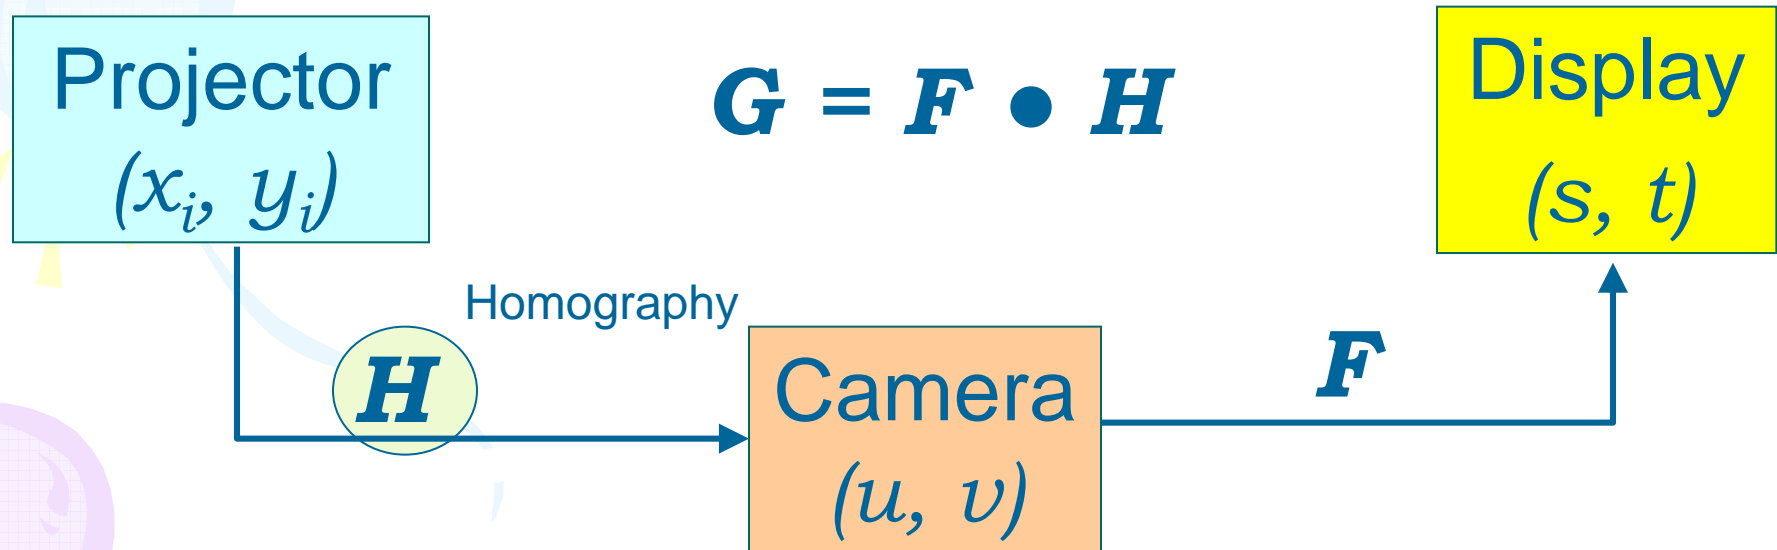 Projector
(xᵢ, yᵢ)
G = F ● H
Display
(s, t)
Homography
H
Camera
(u, v)
F